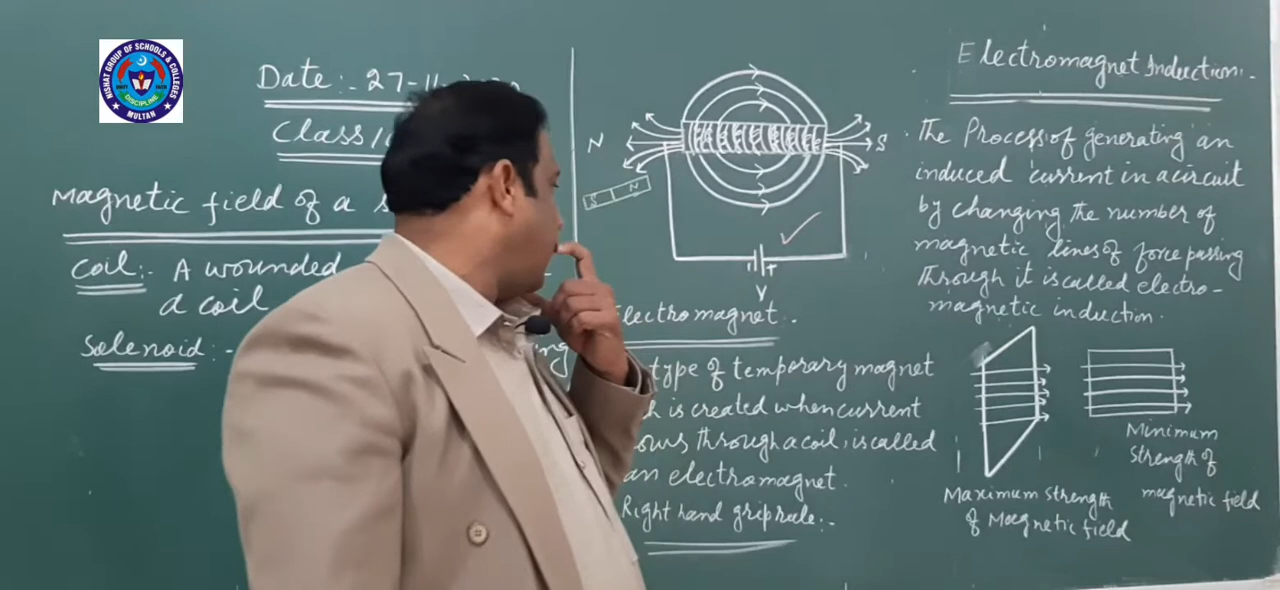 NISHAT GROUP OF SCHOOLS & COLLEGES
UNITY
FAITH
DISCIPLINE
MULTAN
Date:- 27-11-
Class/
Magnetic field of a
Coil:- A wounded
a coil
Solenoid:-
N
S
S N
+
V
Electromagnet.
type of temporary magnet
is created when current
through a coil, is called
an electromagnet.
Right hand grip rule:-
Electromagnet Induction.-
The Process of generating an
induced current in a circuit
by changing the number of
magnetic lines of force passing
through it is called electro-
magnetic induction.
Maximum strength
of Magnetic field
Minimum
strength of
magnetic field